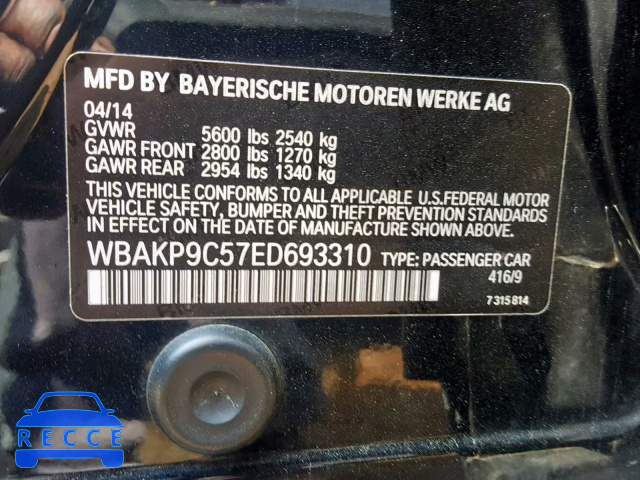 MFD BY BAYERISCHE MOTOREN WERKE AG
04/14
GVWR 5600 lbs 2540 kg
GAWR FRONT 2800 lbs 1270 kg
GAWR REAR 2954 lbs 1340 kg
THIS VEHICLE CONFORMS TO ALL APPLICABLE U.S.FEDERAL MOTOR
VEHICLE SAFETY, BUMPER AND THEFT PREVENTION STANDARDS
IN EFFECT ON THE DATE OF MANUFACTURE SHOWN ABOVE.
WBAKP9C57ED693310 TYPE: PASSENGER CAR
416/9
7315814
RECCE